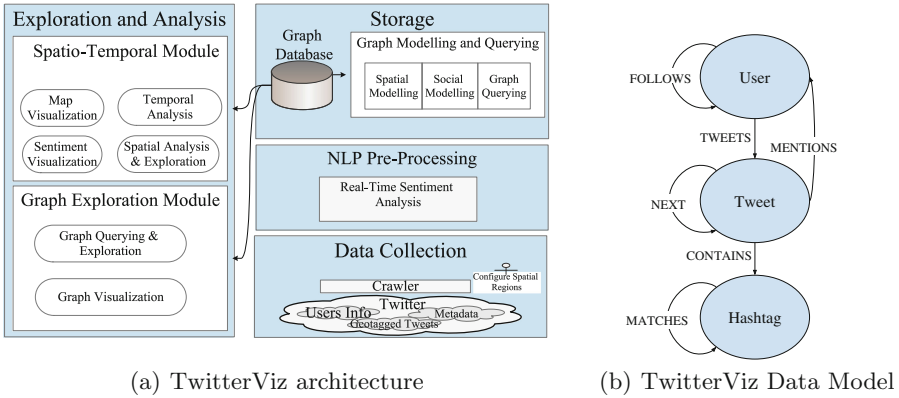 Exploration and Analysis
Spatio-Temporal Module
Map
Visualization
Temporal
Analysis
Sentiment
Visualization
Spatial Analysis
& Exploration
Graph Exploration Module
Graph Querying &
Exploration
Graph Visualization
Storage
Graph
Database
Graph Modelling and Querying
Spatial
Modelling
Social
Modelling
Graph
Querying
NLP Pre-Processing
Real-Time Sentiment
Analysis
Data Collection
Configure Spatial
Regions
Crawler
Twitter
Users Info
Metadata
Geotagged Tweets
(a) TwitterViz architecture
User
FOLLOWS
TWEETS
MENTIONS
Tweet
NEXT
CONTAINS
Hashtag
MATCHES
(b) TwitterViz Data Model